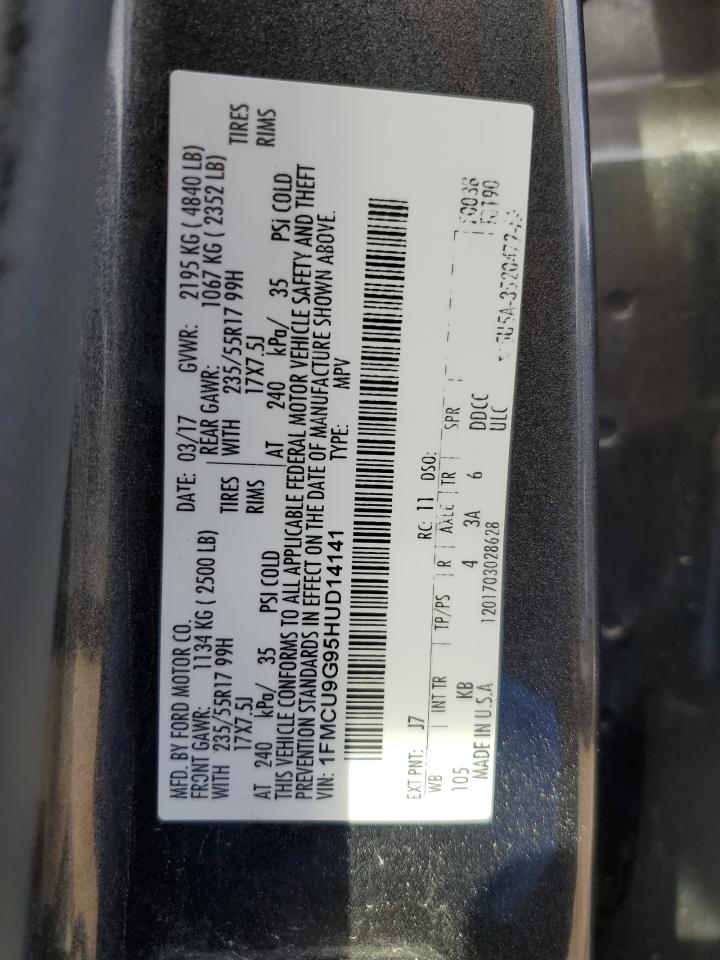 MFD. BY FORD MOTOR CO.
DATE: 03/17 GVWR: 2195 KG ( 4840 LB)
FRONT GAWR: 1134 KG ( 2500 LB) REAR GAWR: 1067 KG ( 2352 LB)
WITH 235/55R17 99H TIRES WITH 235/55R17 99H TIRES
17X7.5J RIMS 17X7.5J RIMS
AT 240 kPa/ 35 PSI COLD AT 240 kPa/ 35 PSi COLD
THIS VEHICLE CONFORMS TO ALL APPLICABLE FEDERAL MOTOR VEHICLE SAFETY AND THEFT
PREVENTION STANDARDS IN EFFECT ON THE DATE OF MANUFACTURE SHOWN ABOVE.
VIN: 1FMCU9G95HUD14141 TYPE: MPV
EXT PNT: J7 RC: 11 DSO:
WB INT TR TP/PS R AXLE TR SPR
105 KB 4 3A 6 DDCC
MADE IN U.S.A. 1201703028628 ULC